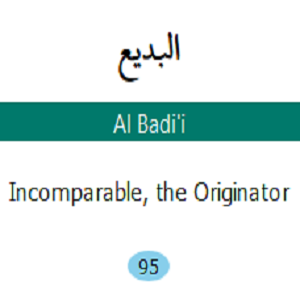 البديع
Al Badi'i
Incomparable, the Originator
95